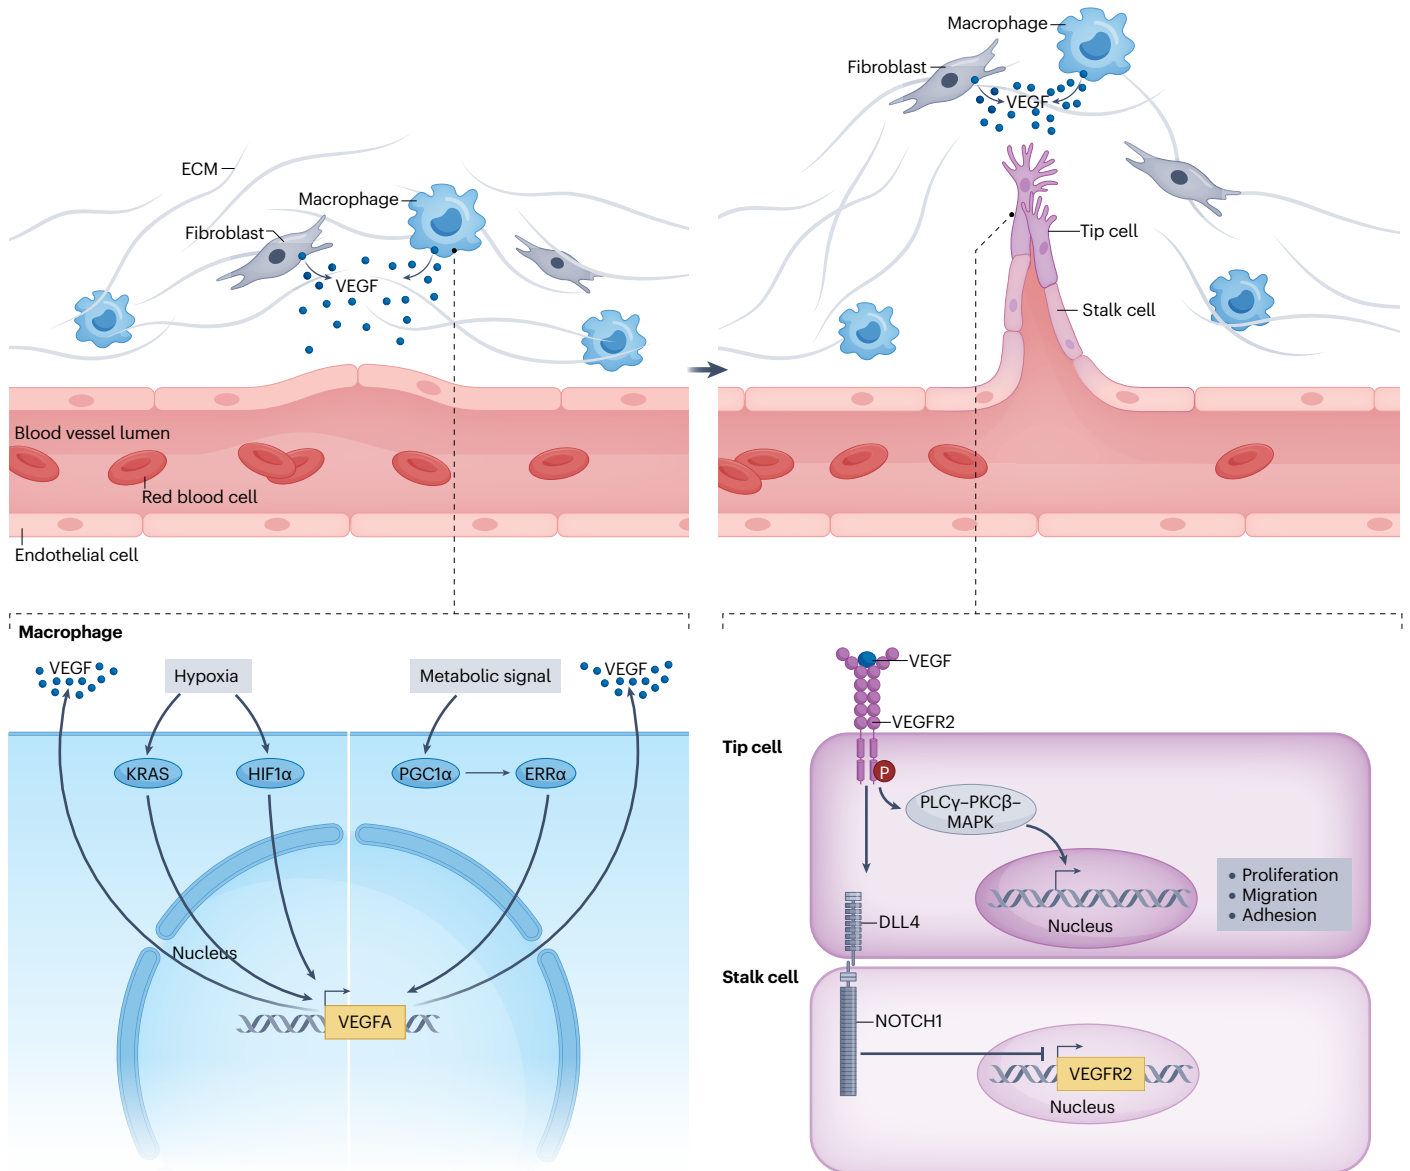 ECM
Macrophage
Fibroblast
VEGF
Blood vessel lumen
Red blood cell
Endothelial cell
Macrophage
Fibroblast
VEGF
Tip cell
Stalk cell
Macrophage
VEGF
Hypoxia
Metabolic signal
VEGF
KRAS
HIF1α
PGC1α
ERRα
Nucleus
VEGFA
VEGF
VEGFR2
Tip cell
P
PLCγ–PKCβ–
MAPK
• Proliferation
• Migration
• Adhesion
DLL4
Nucleus
Stalk cell
NOTCH1
VEGFR2
Nucleus